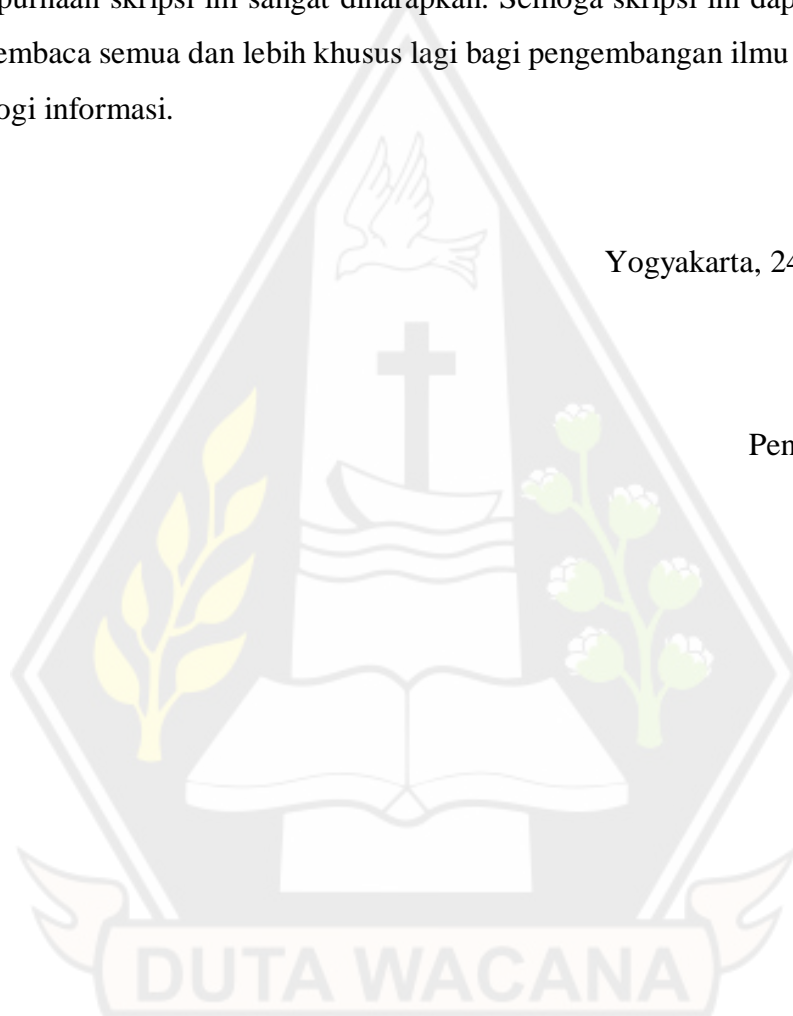 purnaan skripsi ini sangat diharapkan. Semoga skripsi ini dap
embaca semua dan lebih khusus lagi bagi pengembangan ilmu
ogi informasi.
Yogyakarta, 24
Pen
DUTA WACANA